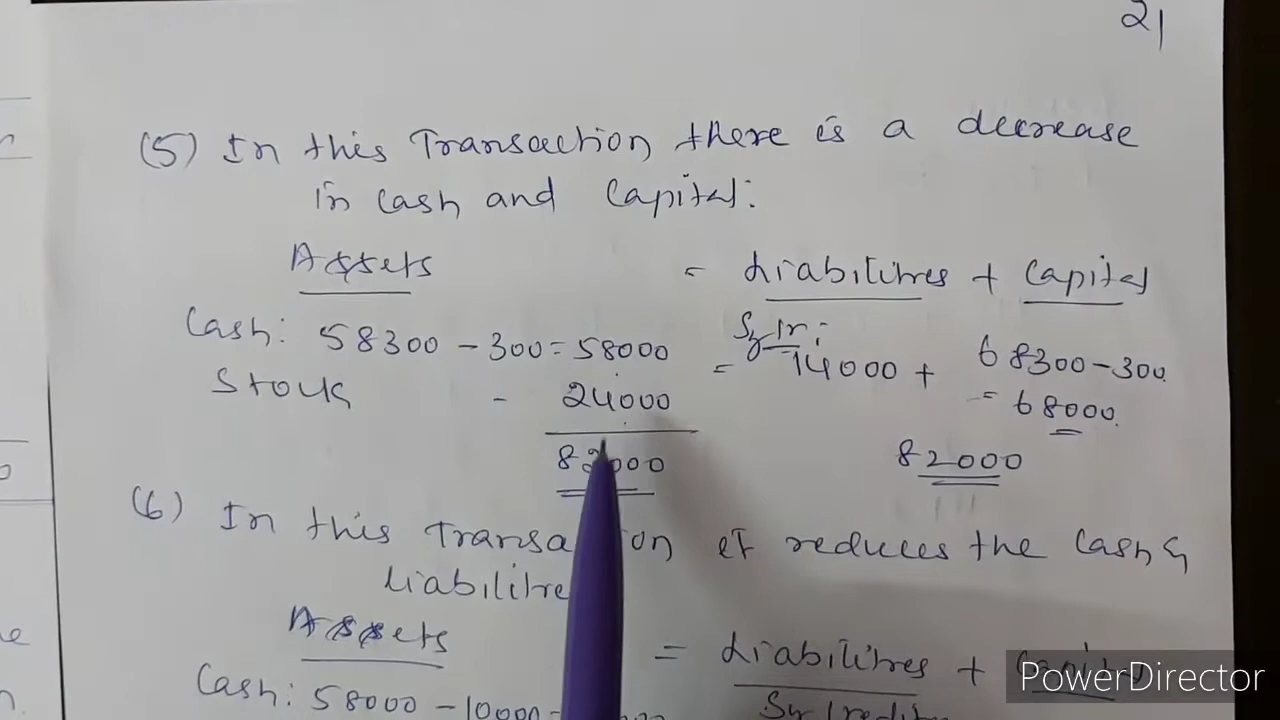 21
(5) In this Transaction there is a decrease
in cash and capital:
Assets = Liabilities + Capital
Cash: 58300 - 300 = 58000 = Sy Cr: 14000 + 68300 - 300
= 68000
Stock - 24000
82000 82000
(6) In this transaction it reduces the cash &
liabilities
Assets = Liabilities + Capital
Cash: 58000 - 10000
PowerDirector